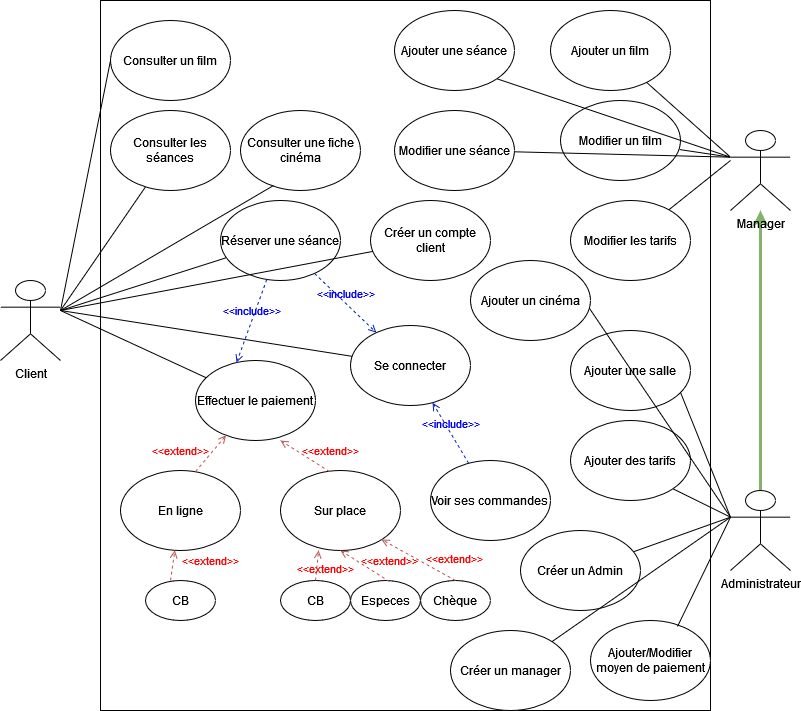 Ajouter une séance
Ajouter un film
Consulter un film
Consulter les
séances
Consulter une fiche
cinéma
Modifier une séance
Modifier un film
Manager
Réserver une séance
Créer un compte
client
Modifier les tarifs
<<include>>
<<include>>
Ajouter un cinéma
Client
Se connecter
Ajouter une salle
Effectuer le paiement
<<include>>
<<extend>>
<<extend>>
Ajouter des tarifs
En ligne
Sur place
Voir ses commandes
<<extend>>
<<extend>>
<<extend>>
<<extend>>
Créer un Admin
Administrateur
CB
CB
Especes
Chèque
Créer un manager
Ajouter/Modifier
moyen de paiement